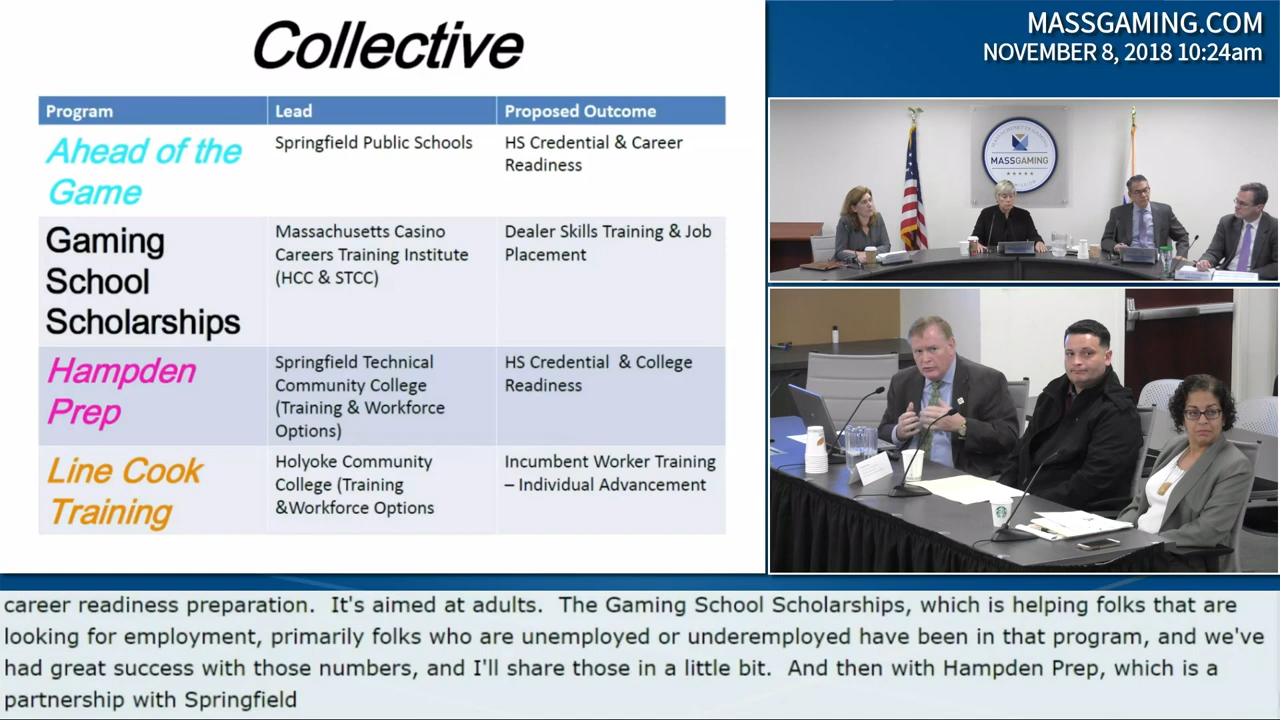 Collective
Program Lead Proposed Outcome
Ahead of the
Game
Springfield Public Schools
HS Credential & Career
Readiness
Gaming
School
Scholarships
Massachusetts Casino
Careers Training Institute
(HCC & STCC)
Dealer Skills Training & Job
Placement
Hampden
Prep
Springfield Technical
Community College
(Training & Workforce
Options)
HS Credential & College
Readiness
Line Cook
Training
Holyoke Community
College (Training
&Workforce Options
Incumbent Worker Training
– Individual Advancement
MASSGAMING.COM
NOVEMBER 8, 2018 10:24am
MASSGAMING
career readiness preparation. It's aimed at adults. The Gaming School Scholarships, which is helping folks that are
looking for employment, primarily folks who are unemployed or underemployed have been in that program, and we've
had great success with those numbers, and I'll share those in a little bit. And then with Hampden Prep, which is a
partnership with Springfield